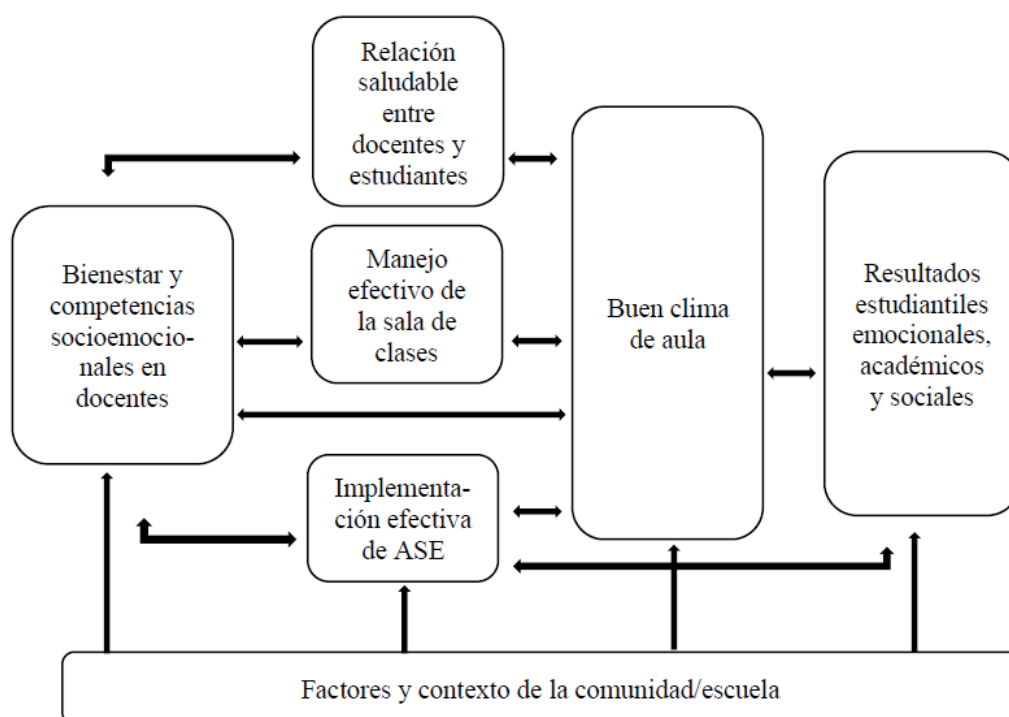 Relación
saludable
entre
docentes y
estudiantes
Bienestar y
competencias
socioemocio-
nales en
docentes
Manejo
efectivo de
la sala de
clases
Implementa-
ción efectiva
de ASE
Buen clima
de aula
Resultados
estudiantiles
emocionales,
académicos
y sociales
Factores y contexto de la comunidad/escuela